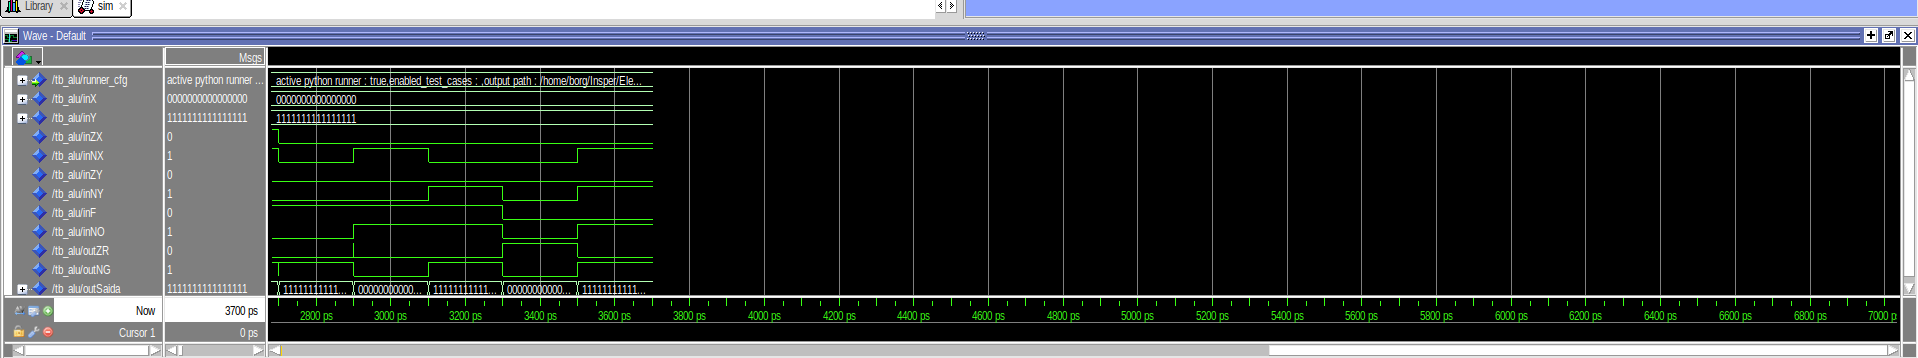 Library sim
Wave - Default
Msgs
/tb_alu/runner_cfg active python runner ... active python runner : true,enabled_test_cases : ,output path : /home/borg/Insper/Ele...
/tb_alu/inX 0000000000000000 0000000000000000
/tb_alu/inY 1111111111111111 1111111111111111
/tb_alu/inZX 0
/tb_alu/inNX 1
/tb_alu/inZY 0
/tb_alu/inNY 1
/tb_alu/inF 0
/tb_alu/inNO 1
/tb_alu/outZR 0
/tb_alu/outNG 1
/tb_alu/outSaida 1111111111111111 11111111111... 00000000000... 11111111111... 00000000000... 11111111111...
Now 3700 ps 2800 ps 3000 ps 3200 ps 3400 ps 3600 ps 3800 ps 4000 ps 4200 ps 4400 ps 4600 ps 4800 ps 5000 ps 5200 ps 5400 ps 5600 ps 5800 ps 6000 ps 6200 ps 6400 ps 6600 ps 6800 ps 7000 p
Cursor 1 0 ps